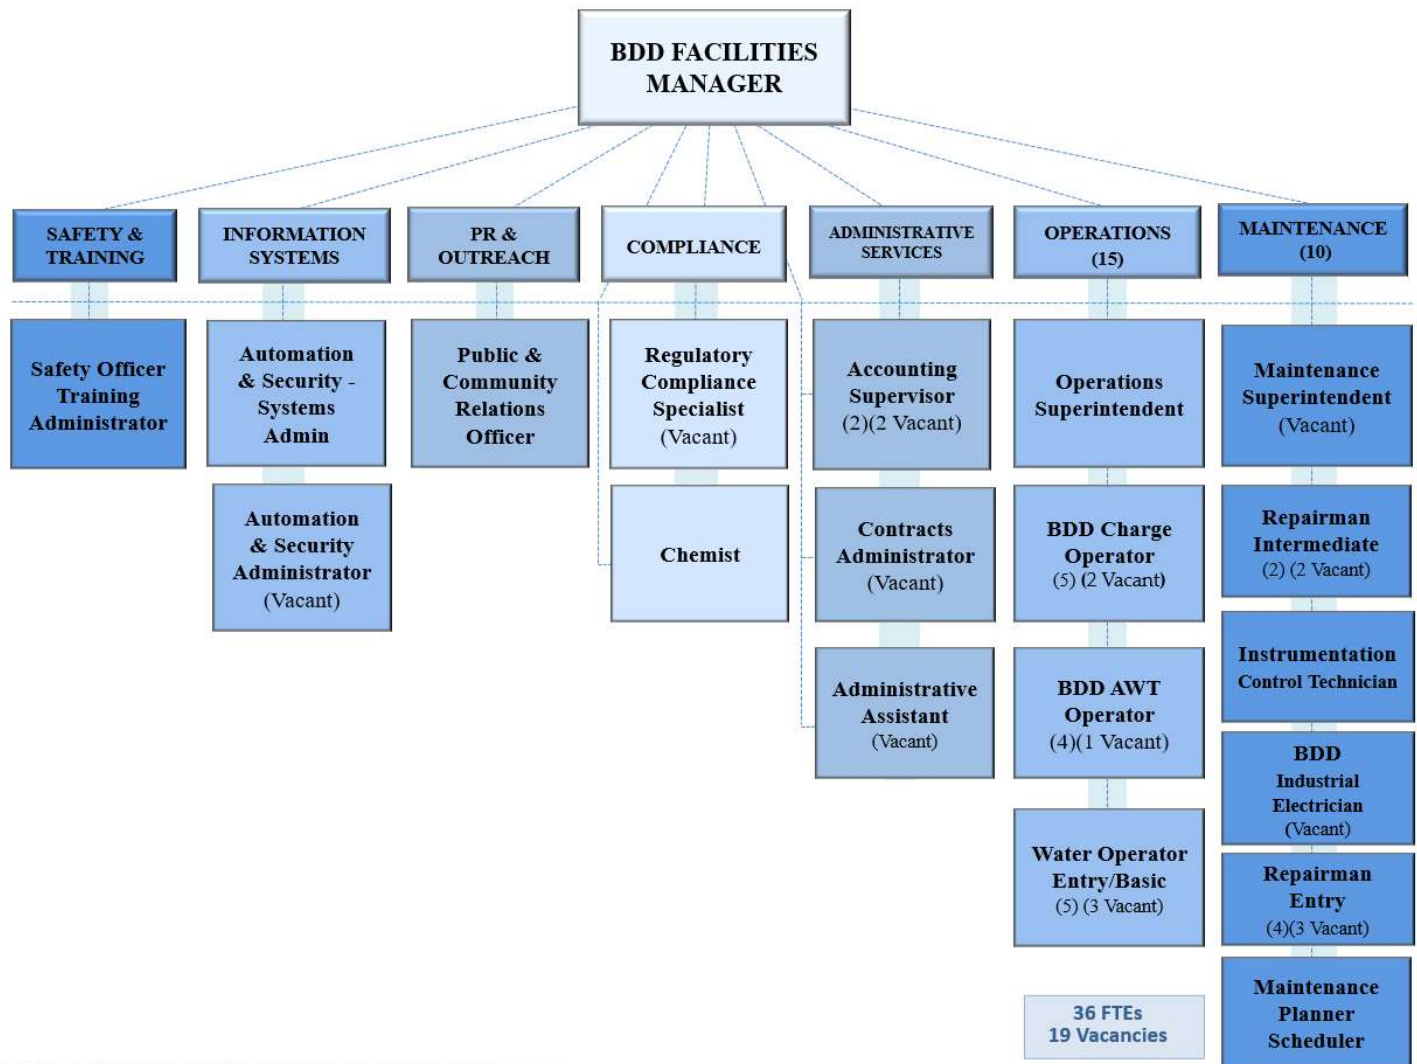 BDD FACILITIES
MANAGER
SAFETY &
TRAINING
INFORMATION
SYSTEMS
PR &
OUTREACH
COMPLIANCE
ADMINISTRATIVE
SERVICES
OPERATIONS
(15)
MAINTENANCE
(10)
Safety Officer
Training
Administrator
Automation
& Security -
Systems
Admin
Automation
& Security
Administrator
(Vacant)
Public &
Community
Relations
Officer
Regulatory
Compliance
Specialist
(Vacant)
Chemist
Accounting
Supervisor
(2)(2 Vacant)
Contracts
Administrator
(Vacant)
Administrative
Assistant
(Vacant)
Operations
Superintendent
BDD Charge
Operator
(5) (2 Vacant)
BDD AWT
Operator
(4)(1 Vacant)
Water Operator
Entry/Basic
(5) (3 Vacant)
Maintenance
Superintendent
(Vacant)
Repairman
Intermediate
(2) (2 Vacant)
Instrumentation
Control Technician
BDD
Industrial
Electrician
(Vacant)
Repairman
Entry
(4)(3 Vacant)
Maintenance
Planner
Scheduler
36 FTEs
19 Vacancies